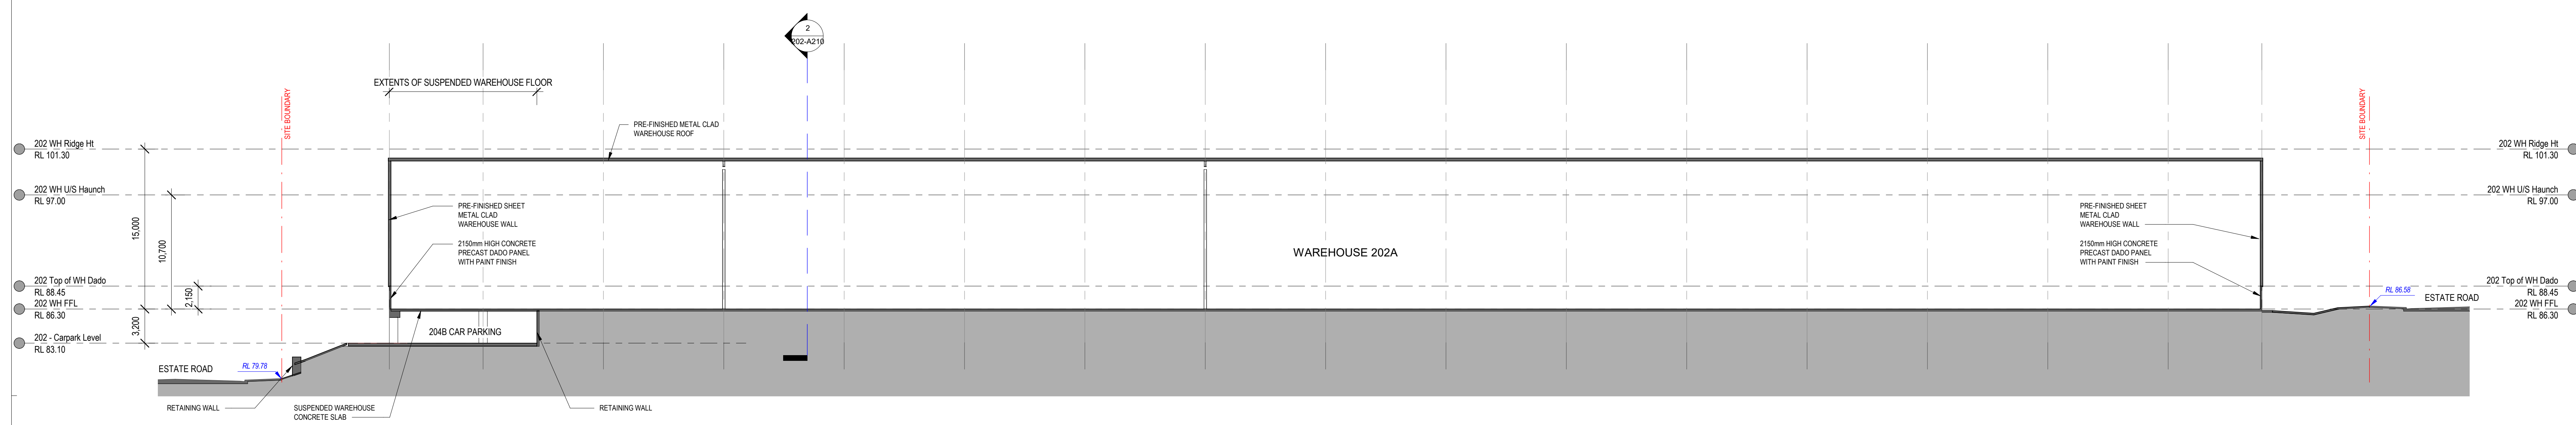 2
202-A210
EXTENTS OF SUSPENDED WAREHOUSE FLOOR
SITE BOUNDARY
SITE BOUNDARY
PRE-FINISHED METAL CLAD
WAREHOUSE ROOF
202 WH Ridge Ht
RL 101.30
202 WH Ridge Ht
RL 101.30
202 WH U/S Haunch
RL 97.00
202 WH U/S Haunch
RL 97.00
15,000
10,700
PRE-FINISHED SHEET
METAL CLAD
WAREHOUSE WALL
2150mm HIGH CONCRETE
PRECAST DADO PANEL
WITH PAINT FINISH
WAREHOUSE 202A
PRE-FINISHED SHEET
METAL CLAD
WAREHOUSE WALL
2150mm HIGH CONCRETE
PRECAST DADO PANEL
WITH PAINT FINISH
202 Top of WH Dado
RL 88.45
202 WH FFL
RL 86.30
2,150
3,200
202 Top of WH Dado
RL 88.45
202 WH FFL
RL 86.30
RL 86.58
ESTATE ROAD
204B CAR PARKING
202 - Carpark Level
RL 83.10
ESTATE ROAD
RL 79.78
RETAINING WALL
SUSPENDED WAREHOUSE
CONCRETE SLAB
RETAINING WALL